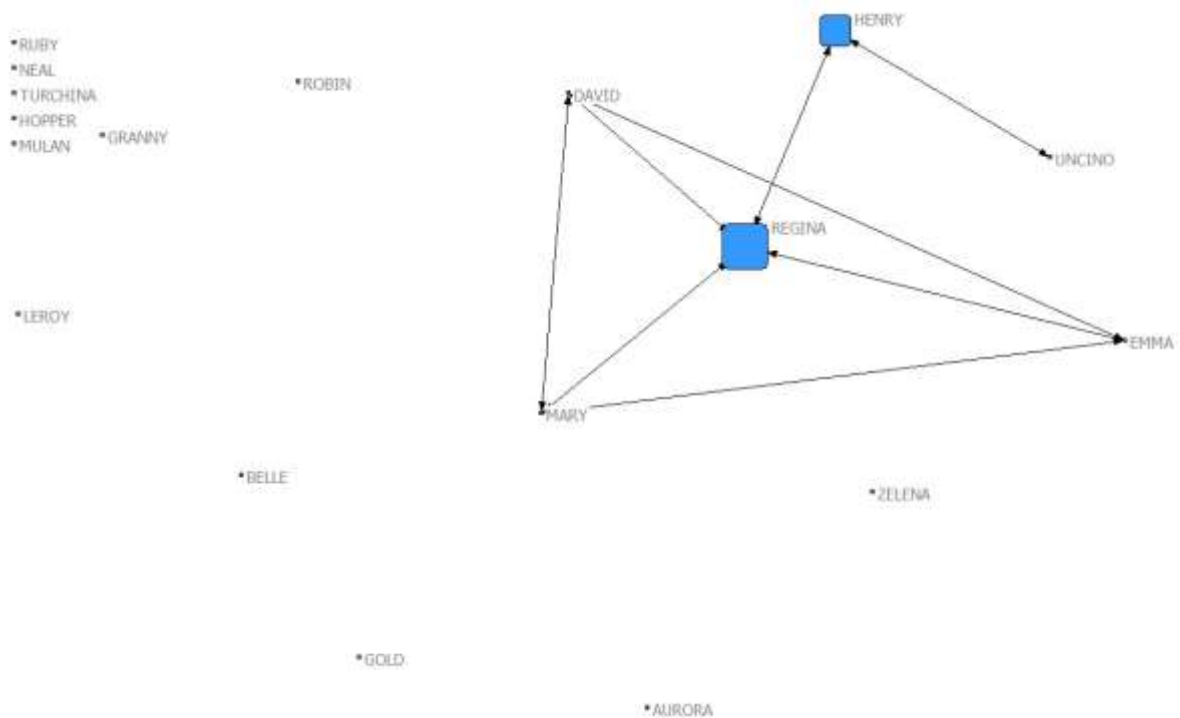 HENRY
RUBY
NEAL
ROBIN
TURCHINA
DAVID
HOPPER
GRANNY
MULAN
UNCINO
REGINA
LEROY
EMMA
MARY
BELLE
ZELENA
GOLD
AURORA